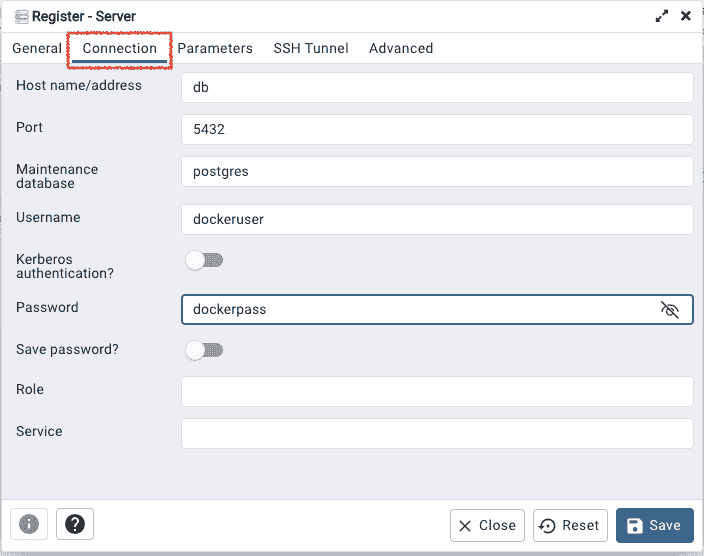 Register - Server
General Connection Parameters SSH Tunnel Advanced
Host name/address db
Port 5432
Maintenance
database
postgres
Username dockeruser
Kerberos
authentication?
Password dockerpass
Save password?
Role
Service
Close Reset Save